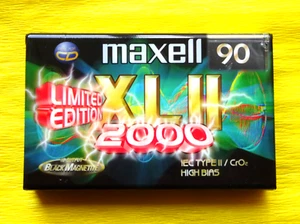 maxell 90
LIMITED
EDITION
XLII
2000
BLACK MAGNETITE
IEC TYPE II / CrO₂
HIGH BIAS